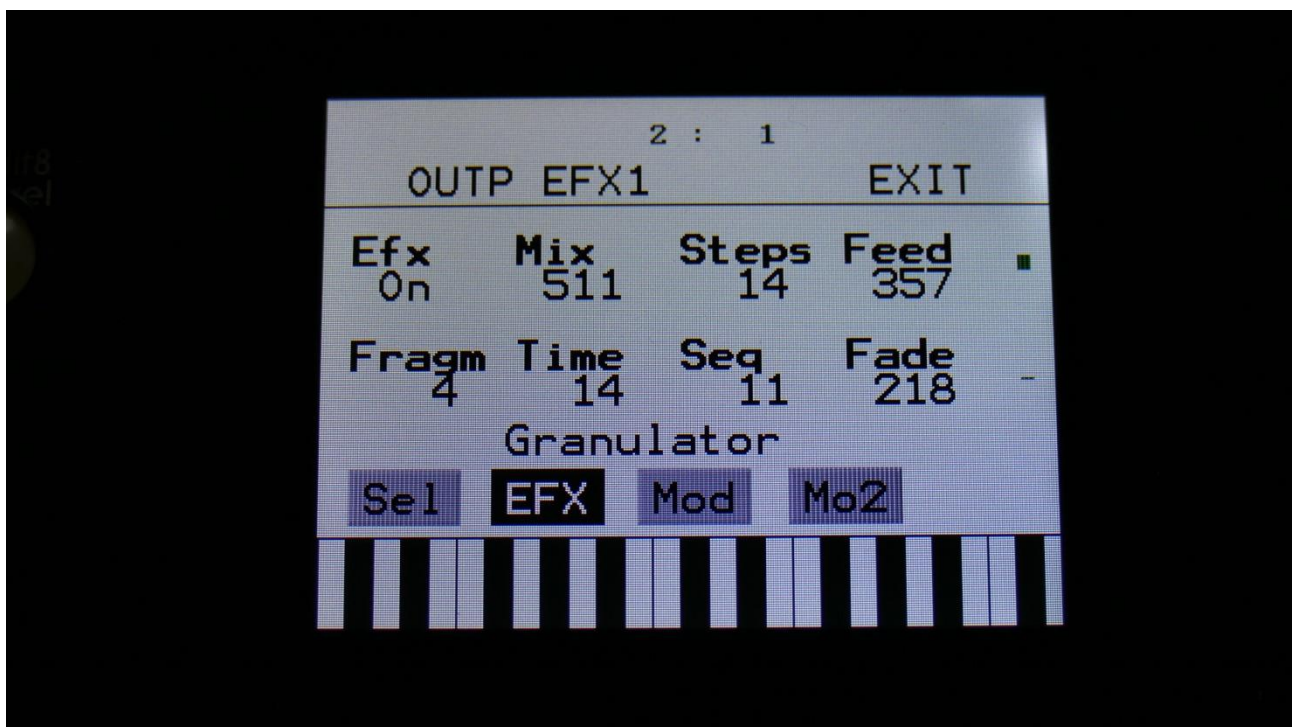 2 : 1
OUTP EFX1 EXIT
Efx Mix Steps Feed
On 511 14 357
Fragm Time Seq Fade
4 14 11 218
Granulator
Sel EFX Mod Mo2